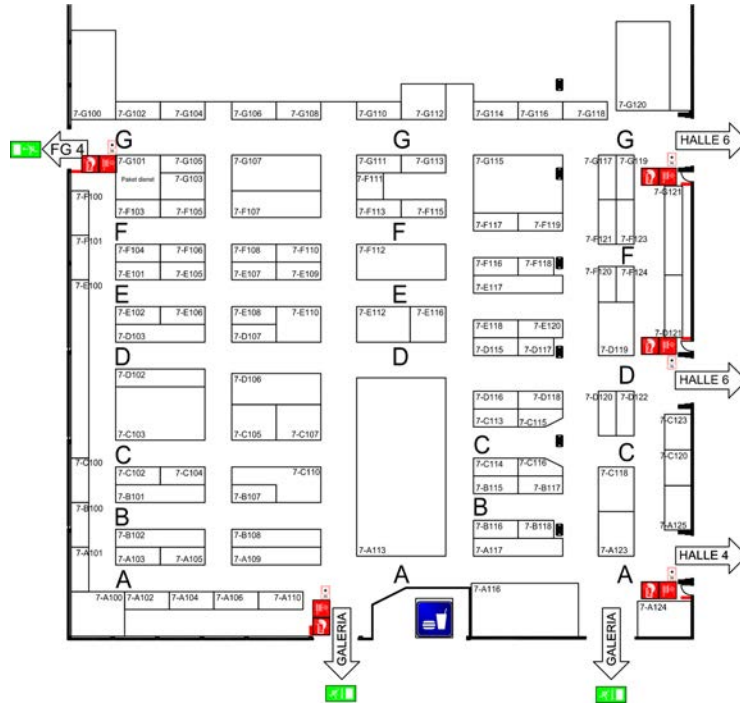 7-G100
7-G102
7-G104
7-G106
7-G108
7-G110
7-G112
7-G114
7-G116
7-G118
7-G120
G
G
G
HALLE 6
FG 4
7-G101
7-G105
7-G107
7-G111
7-G113
7-G115
7-G117
7-G119
Paket dienst
7-G103
7-F111
7-F100
7-G121
7-F103
7-F105
7-F107
7-F113
7-F115
7-F117
7-F119
F
F
7-F101
7-F121
7-F123
F
7-F104
7-F106
7-F108
7-F110
7-F112
7-F116
7-F118
7-F120
7-F124
7-E101
7-E105
7-E107
7-E109
7-E117
7-E100
E
E
7-E102
7-E106
7-E108
7-E110
7-E112
7-E116
7-E118
7-E120
7-D103
7-D107
7-D115
7-D117
7-D119
7-D121
D
D
D
HALLE 6
7-D102
7-D106
7-D116
7-D118
7-D120
7-D122
7-C103
7-C105
7-C107
7-C113
7-C115
7-C123
C
C
C
7-C100
7-C102
7-C104
7-C110
7-C114
7-C116
7-C118
7-C120
7-B101
7-B107
7-B115
7-B117
7-B100
B
B
7-B102
7-B108
7-B116
7-B118
7-A125
7-A101
7-A103
7-A105
7-A109
7-A113
7-A117
7-A123
HALLE 4
A
A
A
7-A100
7-A102
7-A104
7-A106
7-A110
7-A116
7-A124
GALERIA
GALERIA